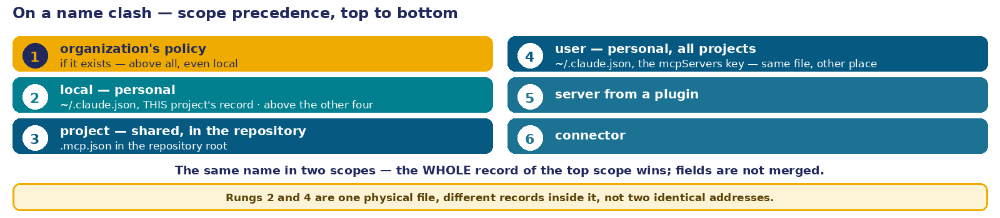 On a name clash — scope precedence, top to bottom
1
organization's policy
if it exists — above all, even local
2
local — personal
~/.claude.json, THIS project's record · above the other four
3
project — shared, in the repository
.mcp.json in the repository root
4
user — personal, all projects
~/.claude.json, the mcpServers key — same file, other place
5
server from a plugin
6
connector
The same name in two scopes — the WHOLE record of the top scope wins; fields are not merged.
Rungs 2 and 4 are one physical file, different records inside it, not two identical addresses.